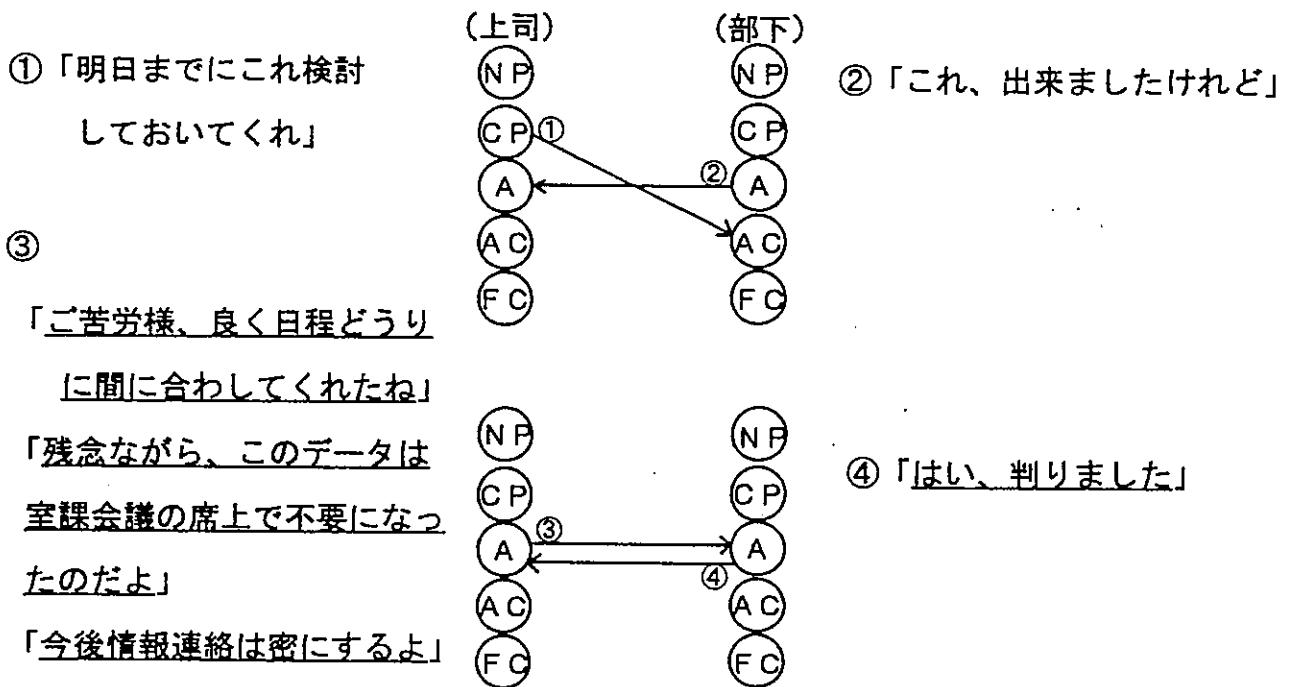 (上司) (部下)
①「明日までにこれ検討
しておいてくれ」
NP NP
②「これ、出来ましたけれど」
CP ① CP
A ② A
AC AC
FC FC
③
「ご苦労様、良く日程どうり
に間に合わしてくれたね」
「残念ながら、このデータは
室課会議の席上で不要になっ
たのだよ」
「今後情報連絡は密にするよ」
NP NP
CP CP
④「はい、判りました」
A ③ A
④
AC AC
FC FC